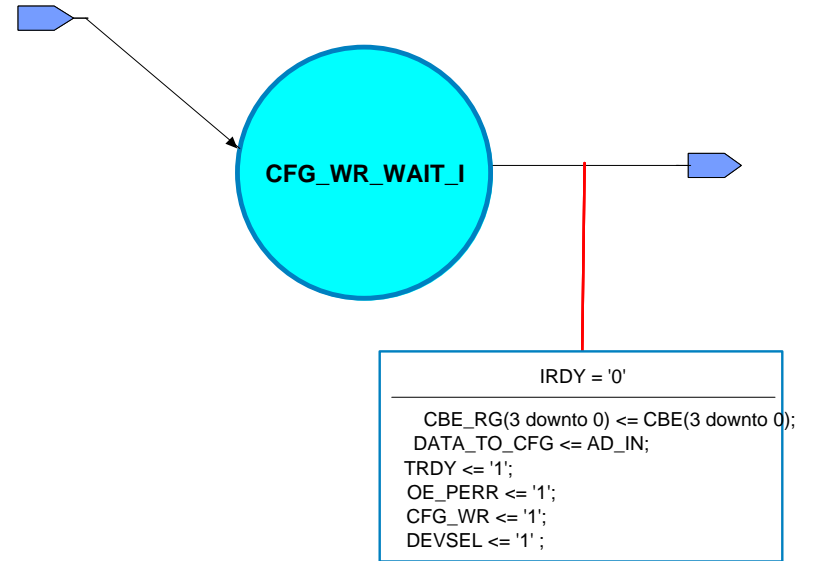 CFG_WR_WAIT_I
IRDY = '0'
CBE_RG(3 downto 0) <= CBE(3 downto 0);
DATA_TO_CFG <= AD_IN;
TRDY <= '1';
OE_PERR <= '1';
CFG_WR <= '1';
DEVSEL <= '1' ;